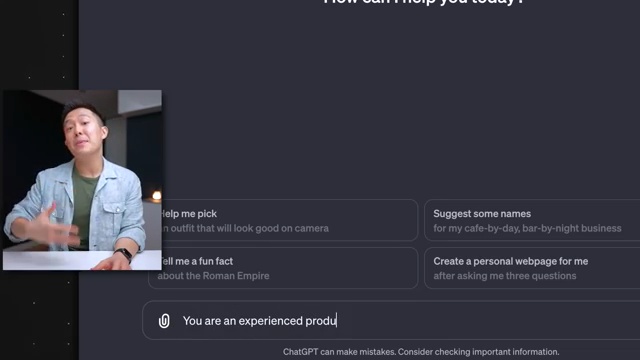 How can I help you today?
Help me pick
an outfit that will look good on camera
Suggest some names
for my cafe-by-day, bar-by-night business
Tell me a fun fact
about the Roman Empire
Create a personal webpage for me
after asking me three questions
You are an experienced produ
ChatGPT can make mistakes. Consider checking important information.